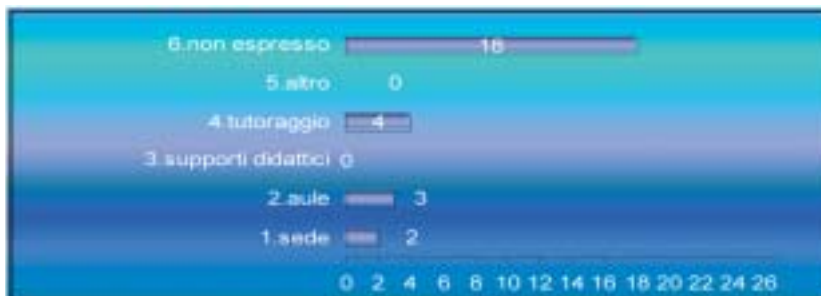 6.non espresso 18
5.altro 0
4.tutoraggio 4
3.supporti didattici 0
2.aule 3
1.sede 2
0 2 4 6 8 10 12 14 16 18 20 22 24 26